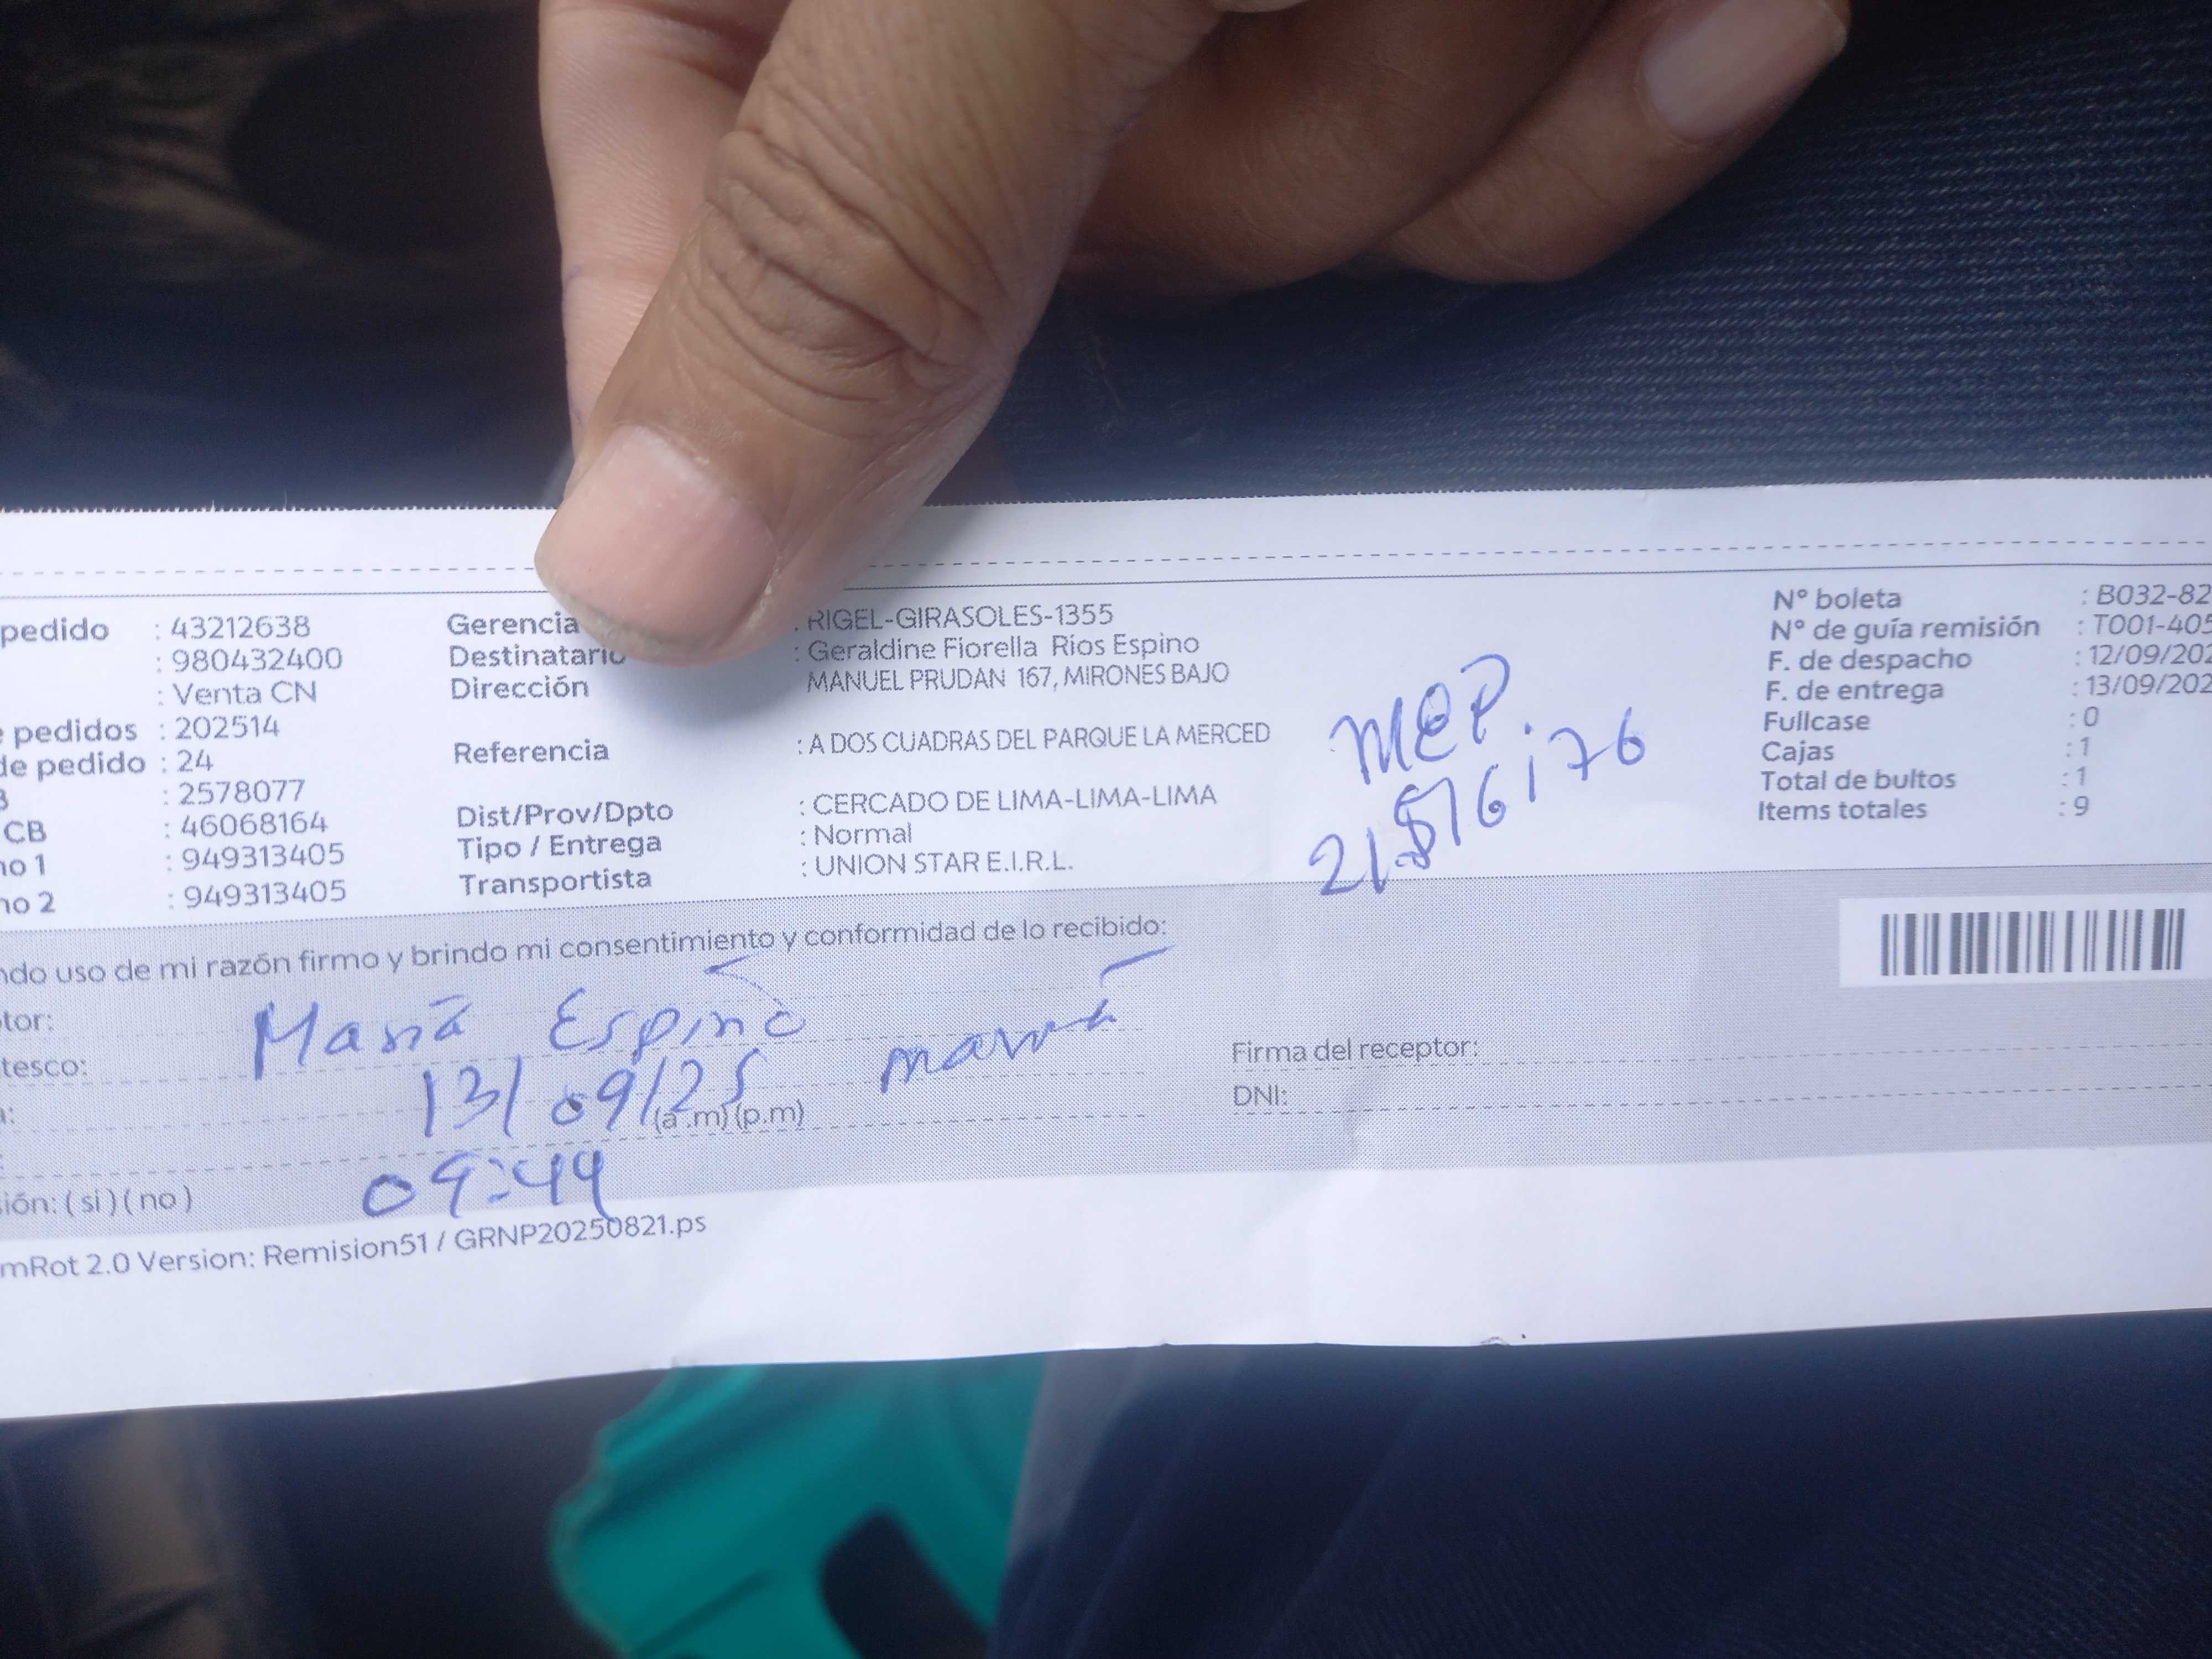 pedido : 43212638
: 980432400
: Venta CN
pedidos : 202514
de pedido : 24
: 2578077
CB : 46068164
no 1 : 949313405
no 2 : 949313405
Gerencia : RIGEL-GIRASOLES-1355
Destinatario : Geraldine Fiorella Ríos Espino
Dirección MANUEL PRUDAN 167, MIRONES BAJO
Referencia : A DOS CUADRAS DEL PARQUE LA MERCED
Dist/Prov/Dpto : CERCADO DE LIMA-LIMA-LIMA
Tipo / Entrega : Normal
Transportista : UNION STAR E.I.R.L.
Nº boleta : B032-82
Nº de guía remisión : T001-405
F. de despacho : 12/09/202
F. de entrega : 13/09/202
Fullcase : 0
Cajas : 1
Total de bultos : 1
Items totales : 9
ndo uso de mi razón firmo y brindo mi consentimiento y conformidad de lo recibido:
tor: María Espino
tesco: mamá
13/09/25
(a.m) (p.m)
09:44
Firma del receptor:
DNI:
sión: ( si ) ( no )
mRot 2.0 Version: Remision51 / GRNP20250821.ps